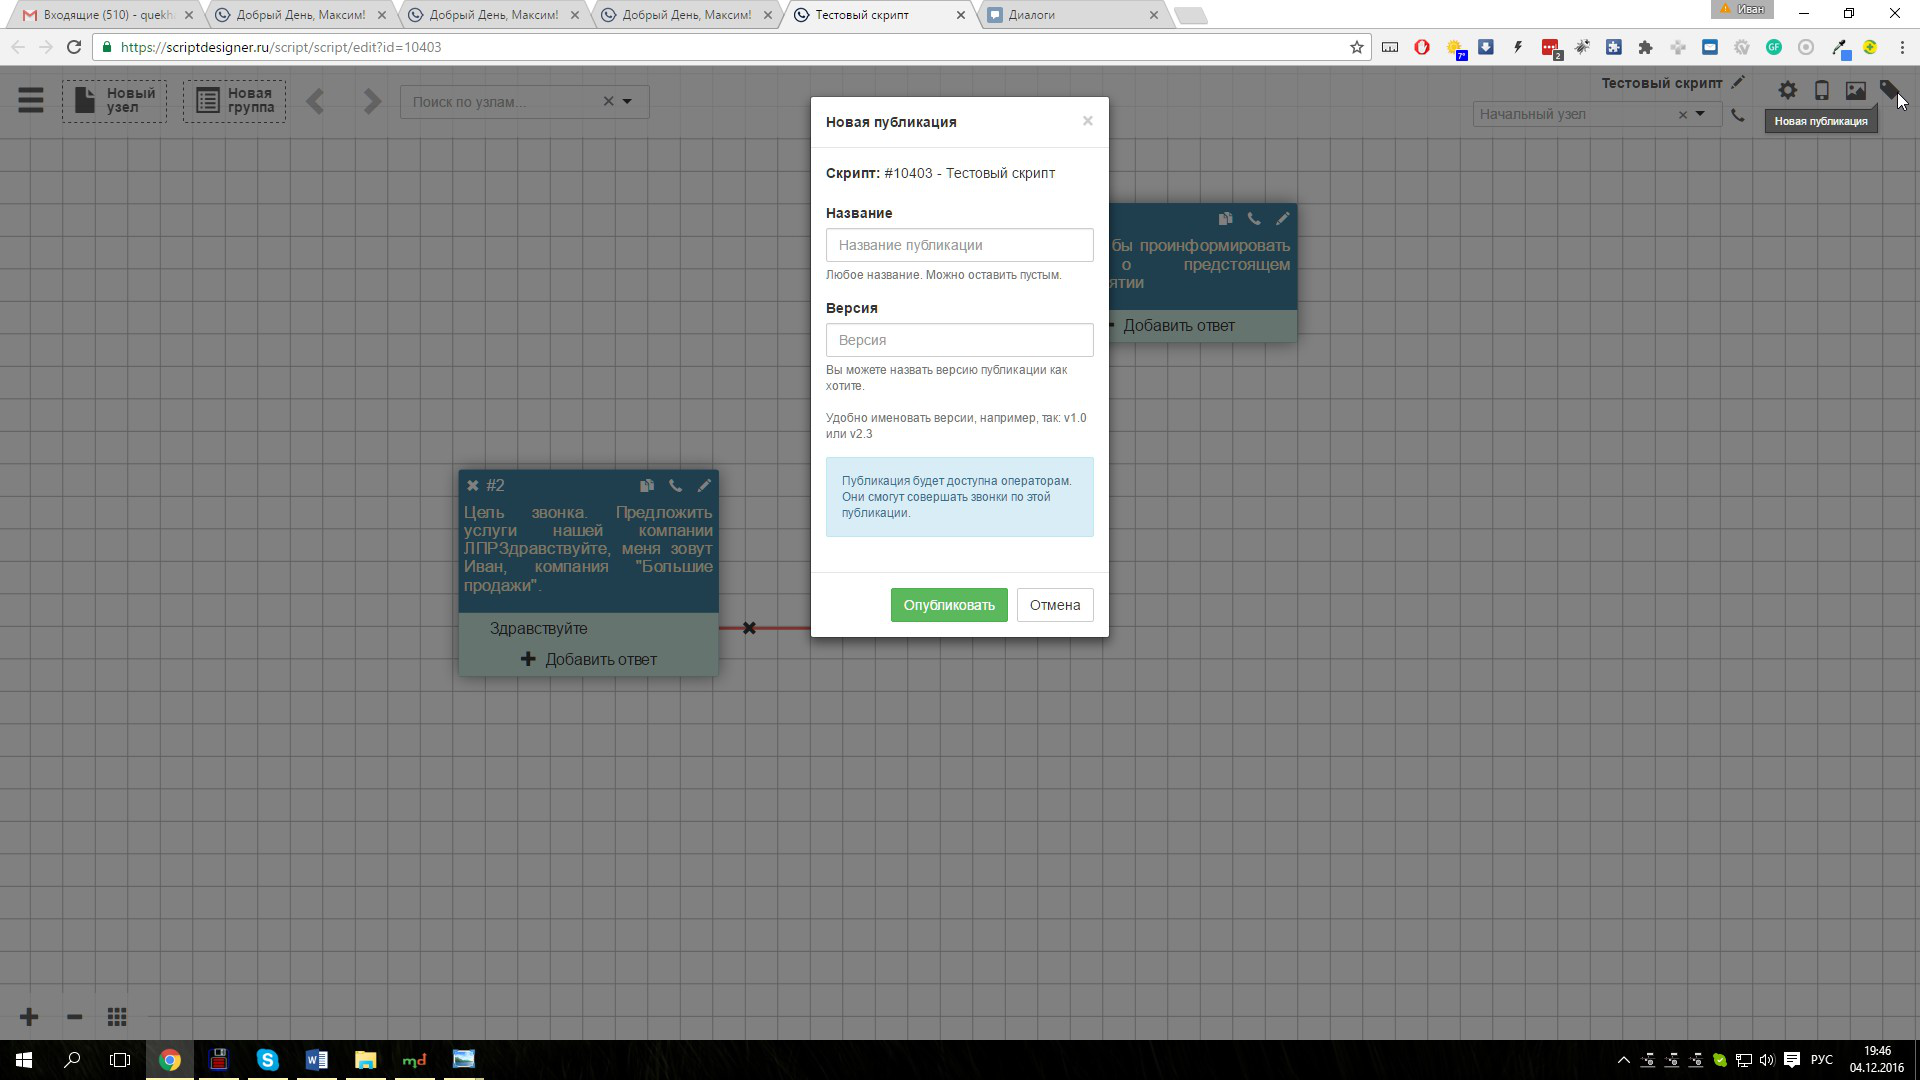 Входящие (510) - quekh
Добрый День, Максим!
Добрый День, Максим!
Добрый День, Максим!
Тестовый скрипт
Диалоги
Иван
https://scriptdesigner.ru/script/script/edit?id=10403
7°
2
GF
Новый узел
Новая группа
Поиск по узлам...
Тестовый скрипт
Начальный узел
Новая публикация
Новая публикация
Скрипт: #10403 - Тестовый скрипт
Название
Название публикации
Любое название. Можно оставить пустым.
Версия
Версия
Вы можете назвать версию публикации как
хотите.
Удобно именовать версии, например, так: v1.0
или v2.3
Публикация будет доступна операторам.
Они смогут совершать звонки по этой
публикации.
Опубликовать
Отмена
бы проинформировать
о предстоящем
ятии
Добавить ответ
#2
Цель звонка. Предложить
услуги нашей компании
ЛПРЗдравствуйте, меня зовут
Иван, компания "Большие
продажи".
Здравствуйте
Добавить ответ
md
РУС
19:46
04.12.2016